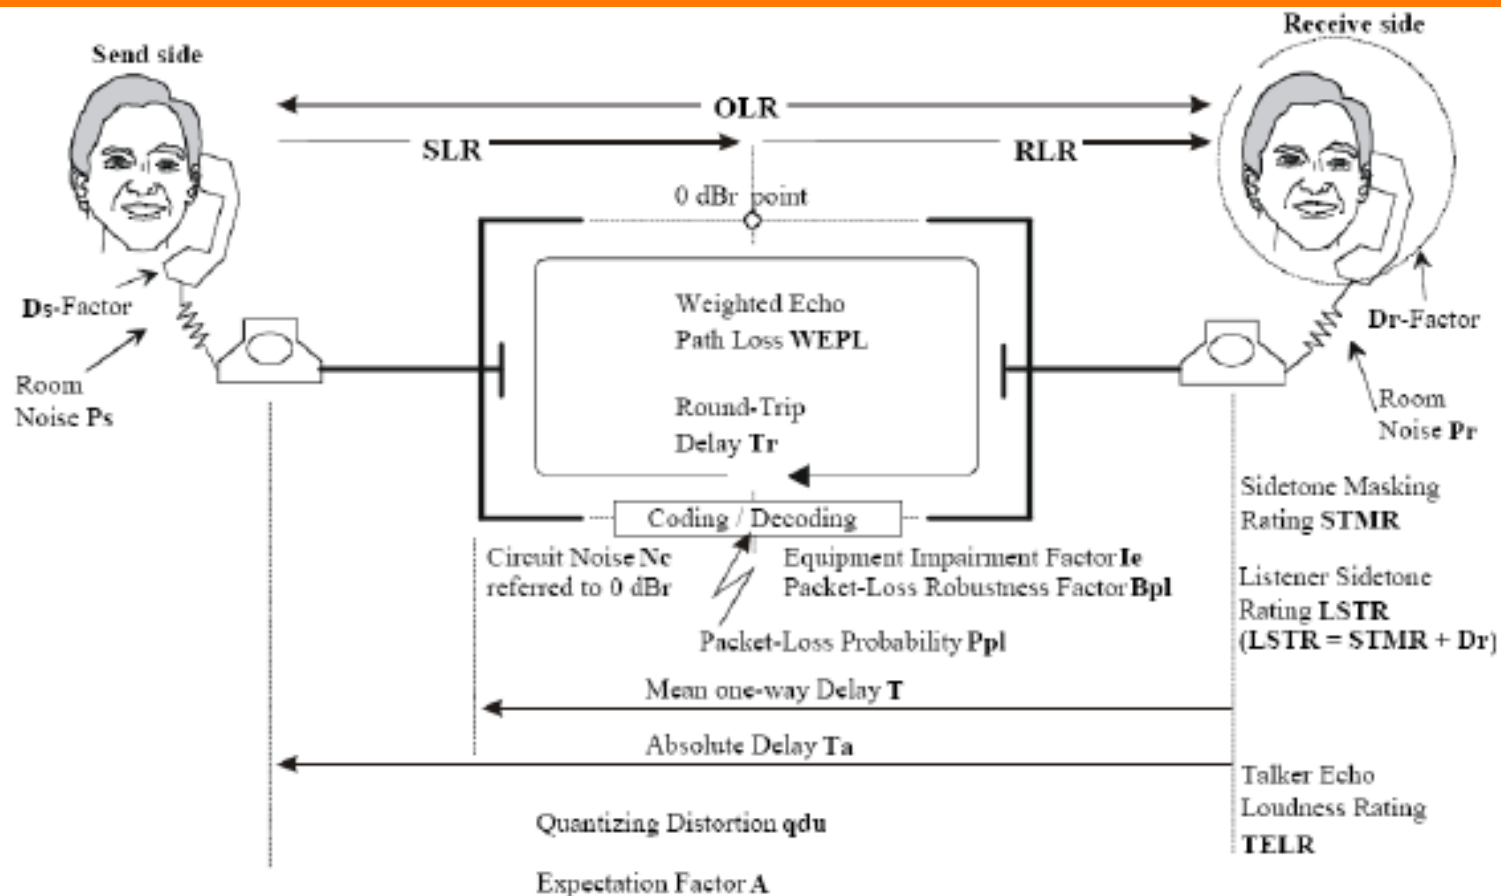 Receive side
Send side
OLR
SLR
RLR
0 dBr point
Weighted Echo
Path Loss WEPL
Ds-Factor
Dr-Factor
Room
Noise Ps
Room
Noise Pr
Round-Trip
Delay Tr
Coding / Decoding
Sidetone Masking
Rating STMR
Circuit Noise Nc
referred to 0 dBr
Equipment Impairment Factor Ie
Packet-Loss Robustness Factor Bpl
Listener Sidetone
Rating LSTR
(LSTR = STMR + Dr)
Packet-Loss Probability Ppl
Mean one-way Delay T
Absolute Delay Ta
Talker Echo
Loudness Rating
TELR
Quantizing Distortion qdu
Expectation Factor A